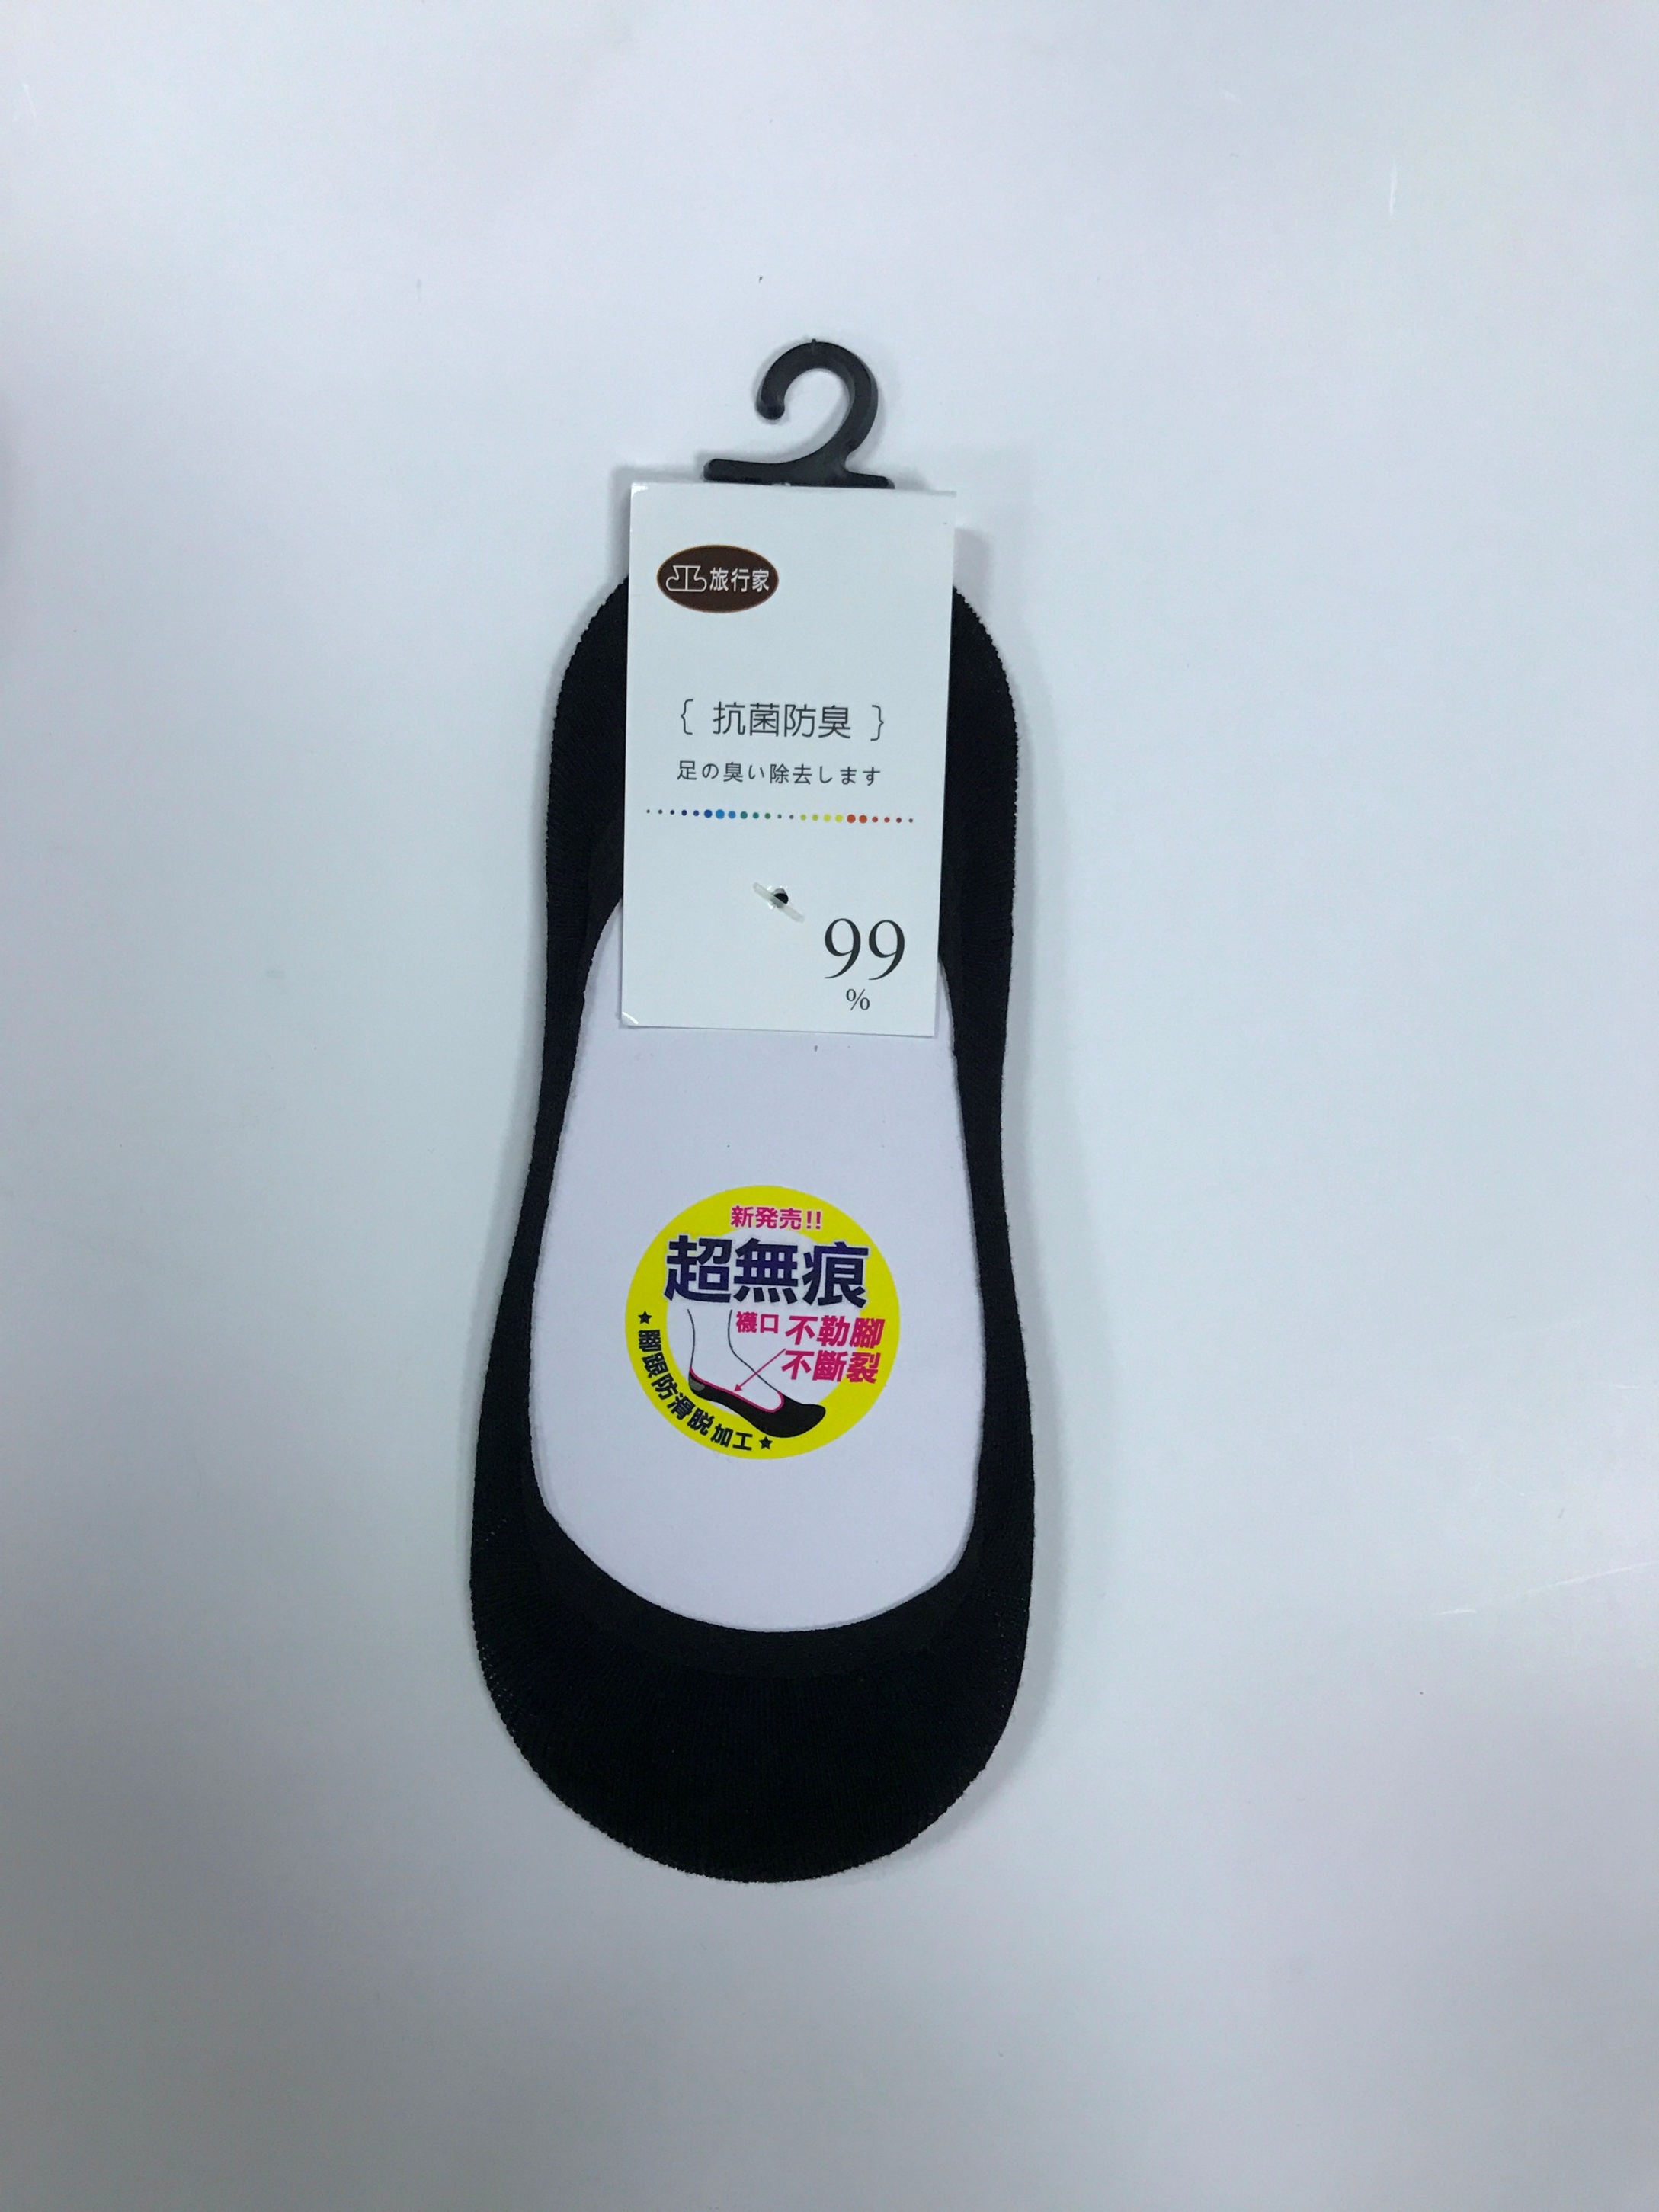 旅行家
{ 抗菌防臭 }
足の臭い除去します
99
%
新発売!!
超無痕
襪口 不勒腳
不斷裂
★腳跟防滑脱加工★